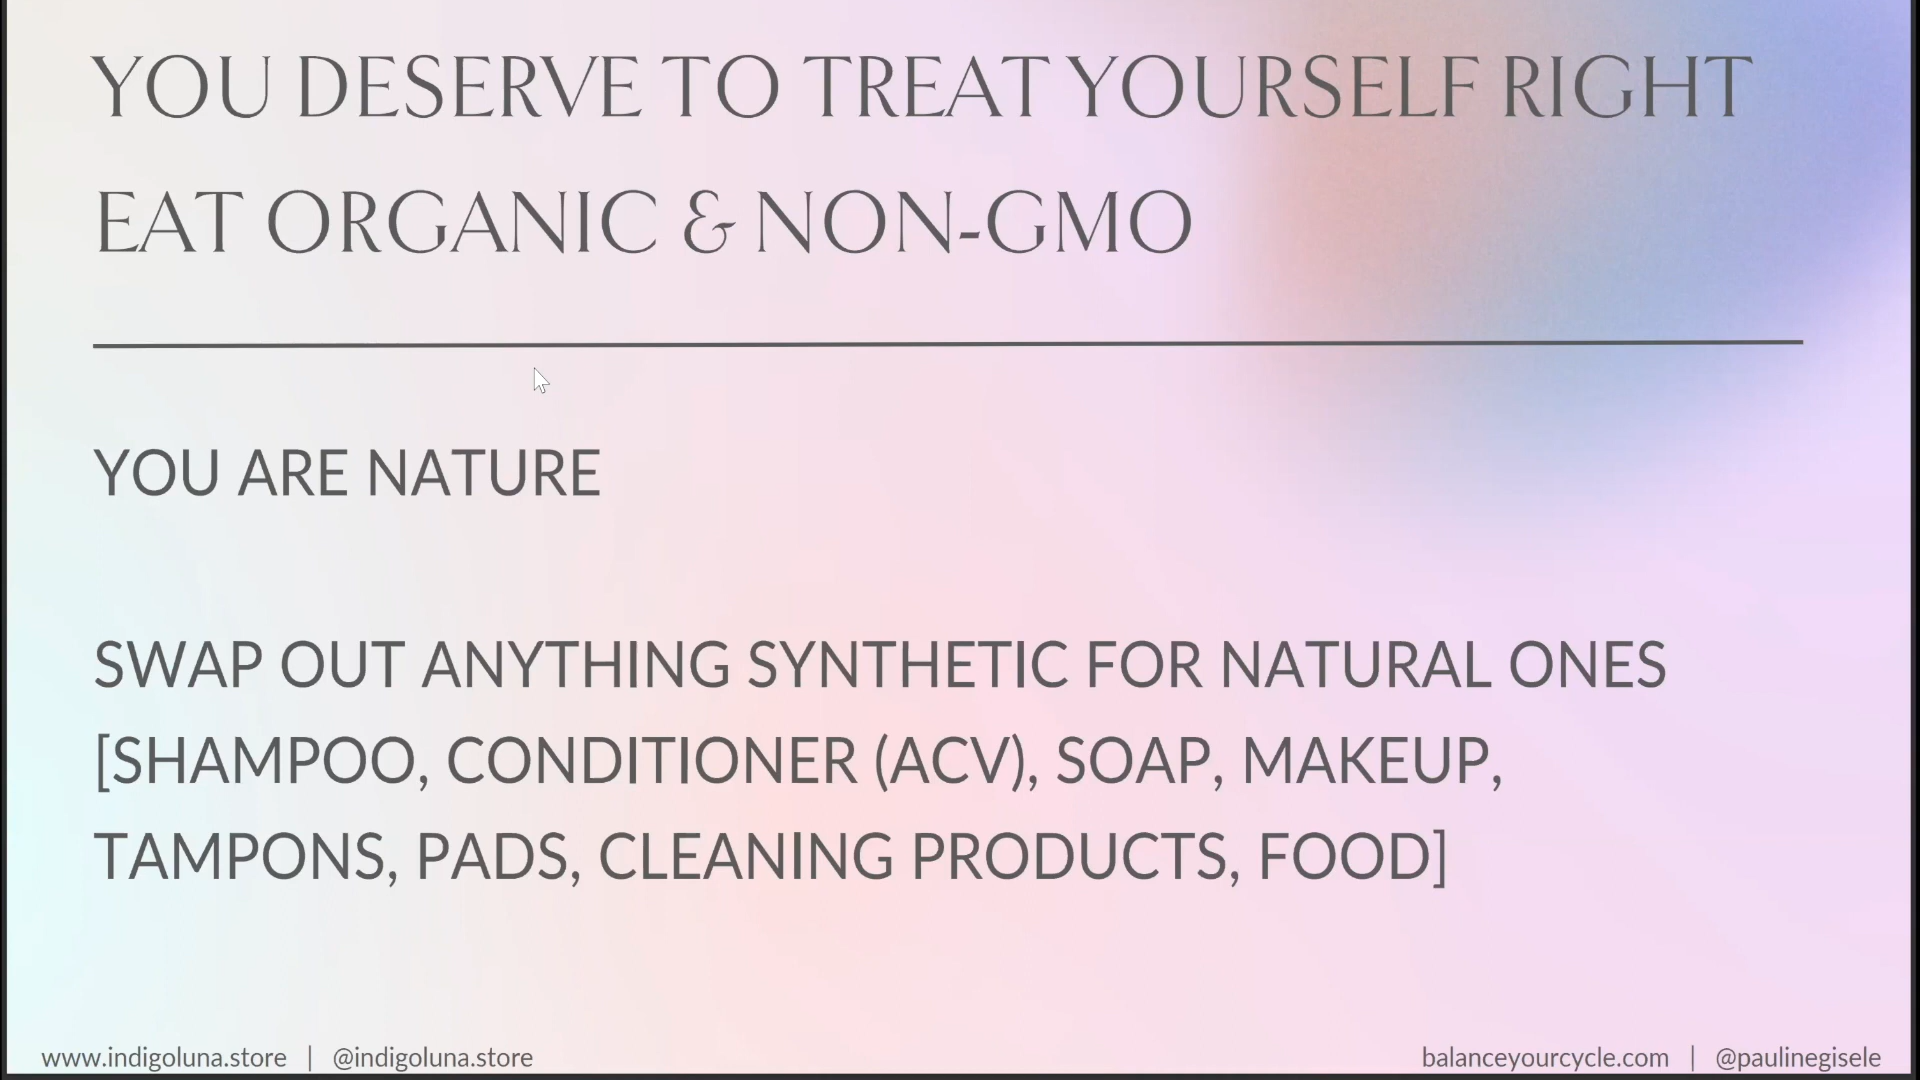 YOU DESERVE TO TREAT YOURSELF RIGHT
EAT ORGANIC & NON-GMO
YOU ARE NATURE
SWAP OUT ANYTHING SYNTHETIC FOR NATURAL ONES
[SHAMPOO, CONDITIONER (ACV), SOAP, MAKEUP,
TAMPONS, PADS, CLEANING PRODUCTS, FOOD]
www.indigoluna.store | @indigoluna.store
balanceyourcycle.com | @paulinegisele